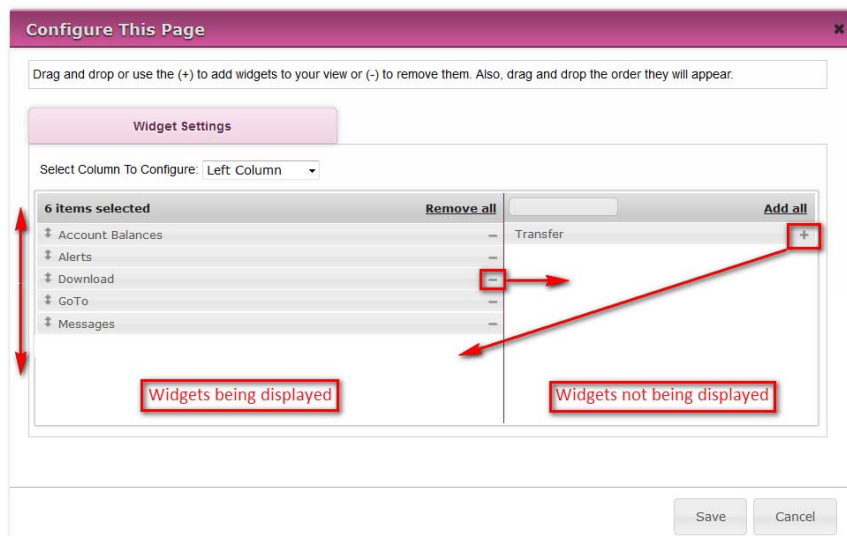 Configure This Page
Drag and drop or use the (+) to add widgets to your view or (-) to remove them. Also, drag and drop the order they will appear.
Widget Settings
Select Column To Configure: Left Column
6 items selected Remove all Add all
Account Balances − Transfer +
Alerts −
Download −
GoTo −
Messages −
Widgets being displayed Widgets not being displayed
Save Cancel